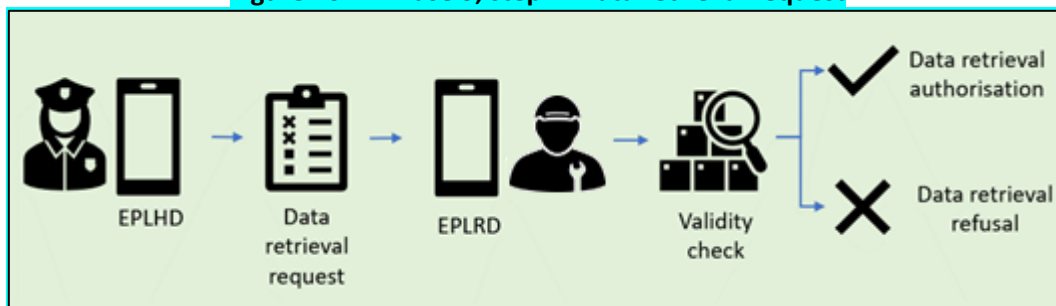 EPLHD
Data
retrieval
request
EPLRD
Validity
check
Data retrieval
authorisation
Data retrieval
refusal